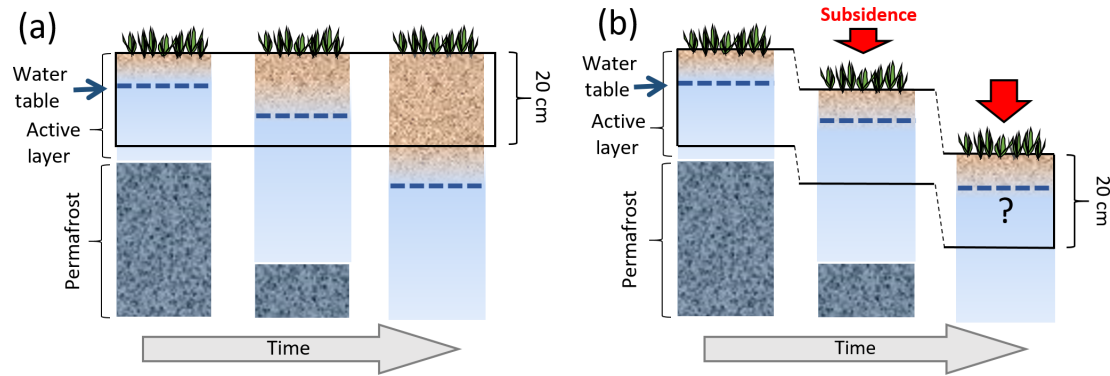 (a)
Water
table
Active
layer
Permafrost
20 cm
Time
(b)
Subsidence
Water
table
Active
layer
Permafrost
?
20 cm
Time